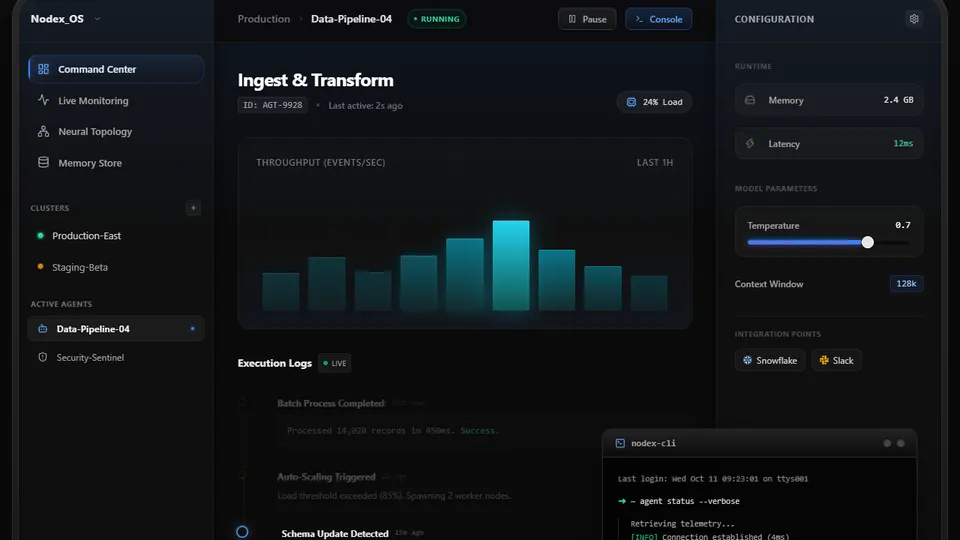 Nodex_OS
Command Center
Live Monitoring
Neural Topology
Memory Store
CLUSTERS
Production-East
Staging-Beta
ACTIVE AGENTS
Data-Pipeline-04
Security-Sentinel
Production > Data-Pipeline-04
RUNNING
Pause
Console
Ingest & Transform
ID: AGT-9928 • Last active: 2s ago
24% Load
THROUGHPUT (EVENTS/SEC)
LAST 1H
Execution Logs
LIVE
Batch Process Completed
Processed 14,020 records in 450ms. Success.
Auto-Scaling Triggered
Load threshold exceeded (85%). Spawning 2 worker nodes.
Schema Update Detected 15m ago
CONFIGURATION
RUNTIME
Memory 2.4 GB
Latency 12ms
MODEL PARAMETERS
Temperature 0.7
Context Window 128k
INTEGRATION POINTS
Snowflake
Slack
nodex-cli
Last login: Wed Oct 11 09:23:01 on ttys001
➜ ~ agent status --verbose
Retrieving telemetry...
[INFO] Connection established (4ms)